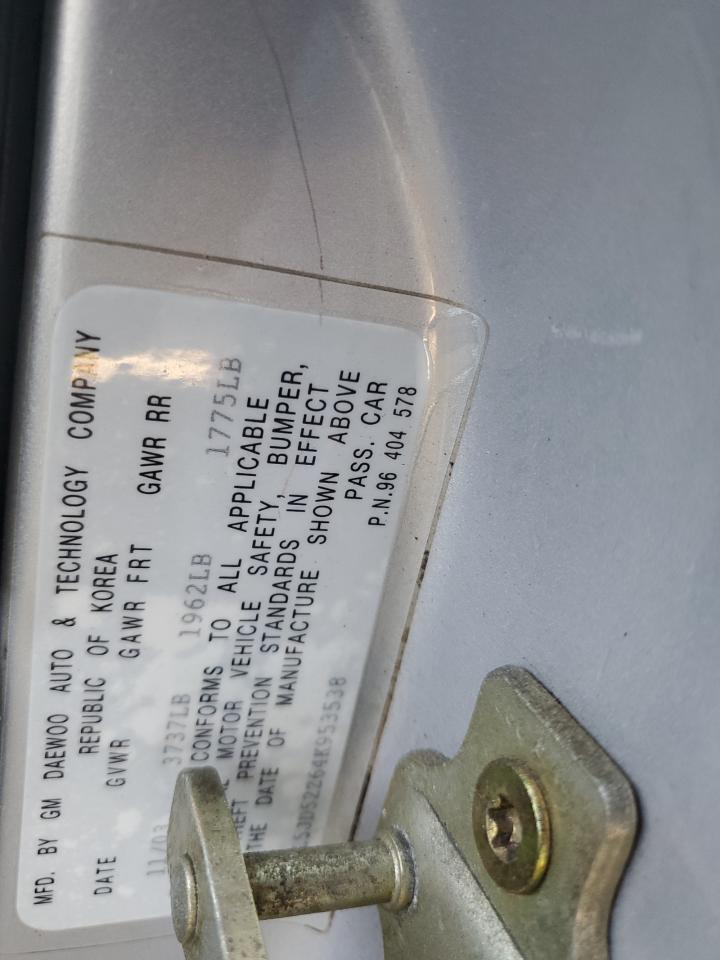 MFD. BY GM DAEWOO AUTO & TECHNOLOGY COMPANY
REPUBLIC OF KOREA
DATE GVWR GAWR FRT GAWR RR
11/03 3737LB 1962LB 1775LB
CONFORMS TO ALL APPLICABLE
MOTOR VEHICLE SAFETY, BUMPER,
PREVENTION STANDARDS IN EFFECT
THE DATE OF MANUFACTURE SHOWN ABOVE
PASS. CAR
P.N.96 404 578